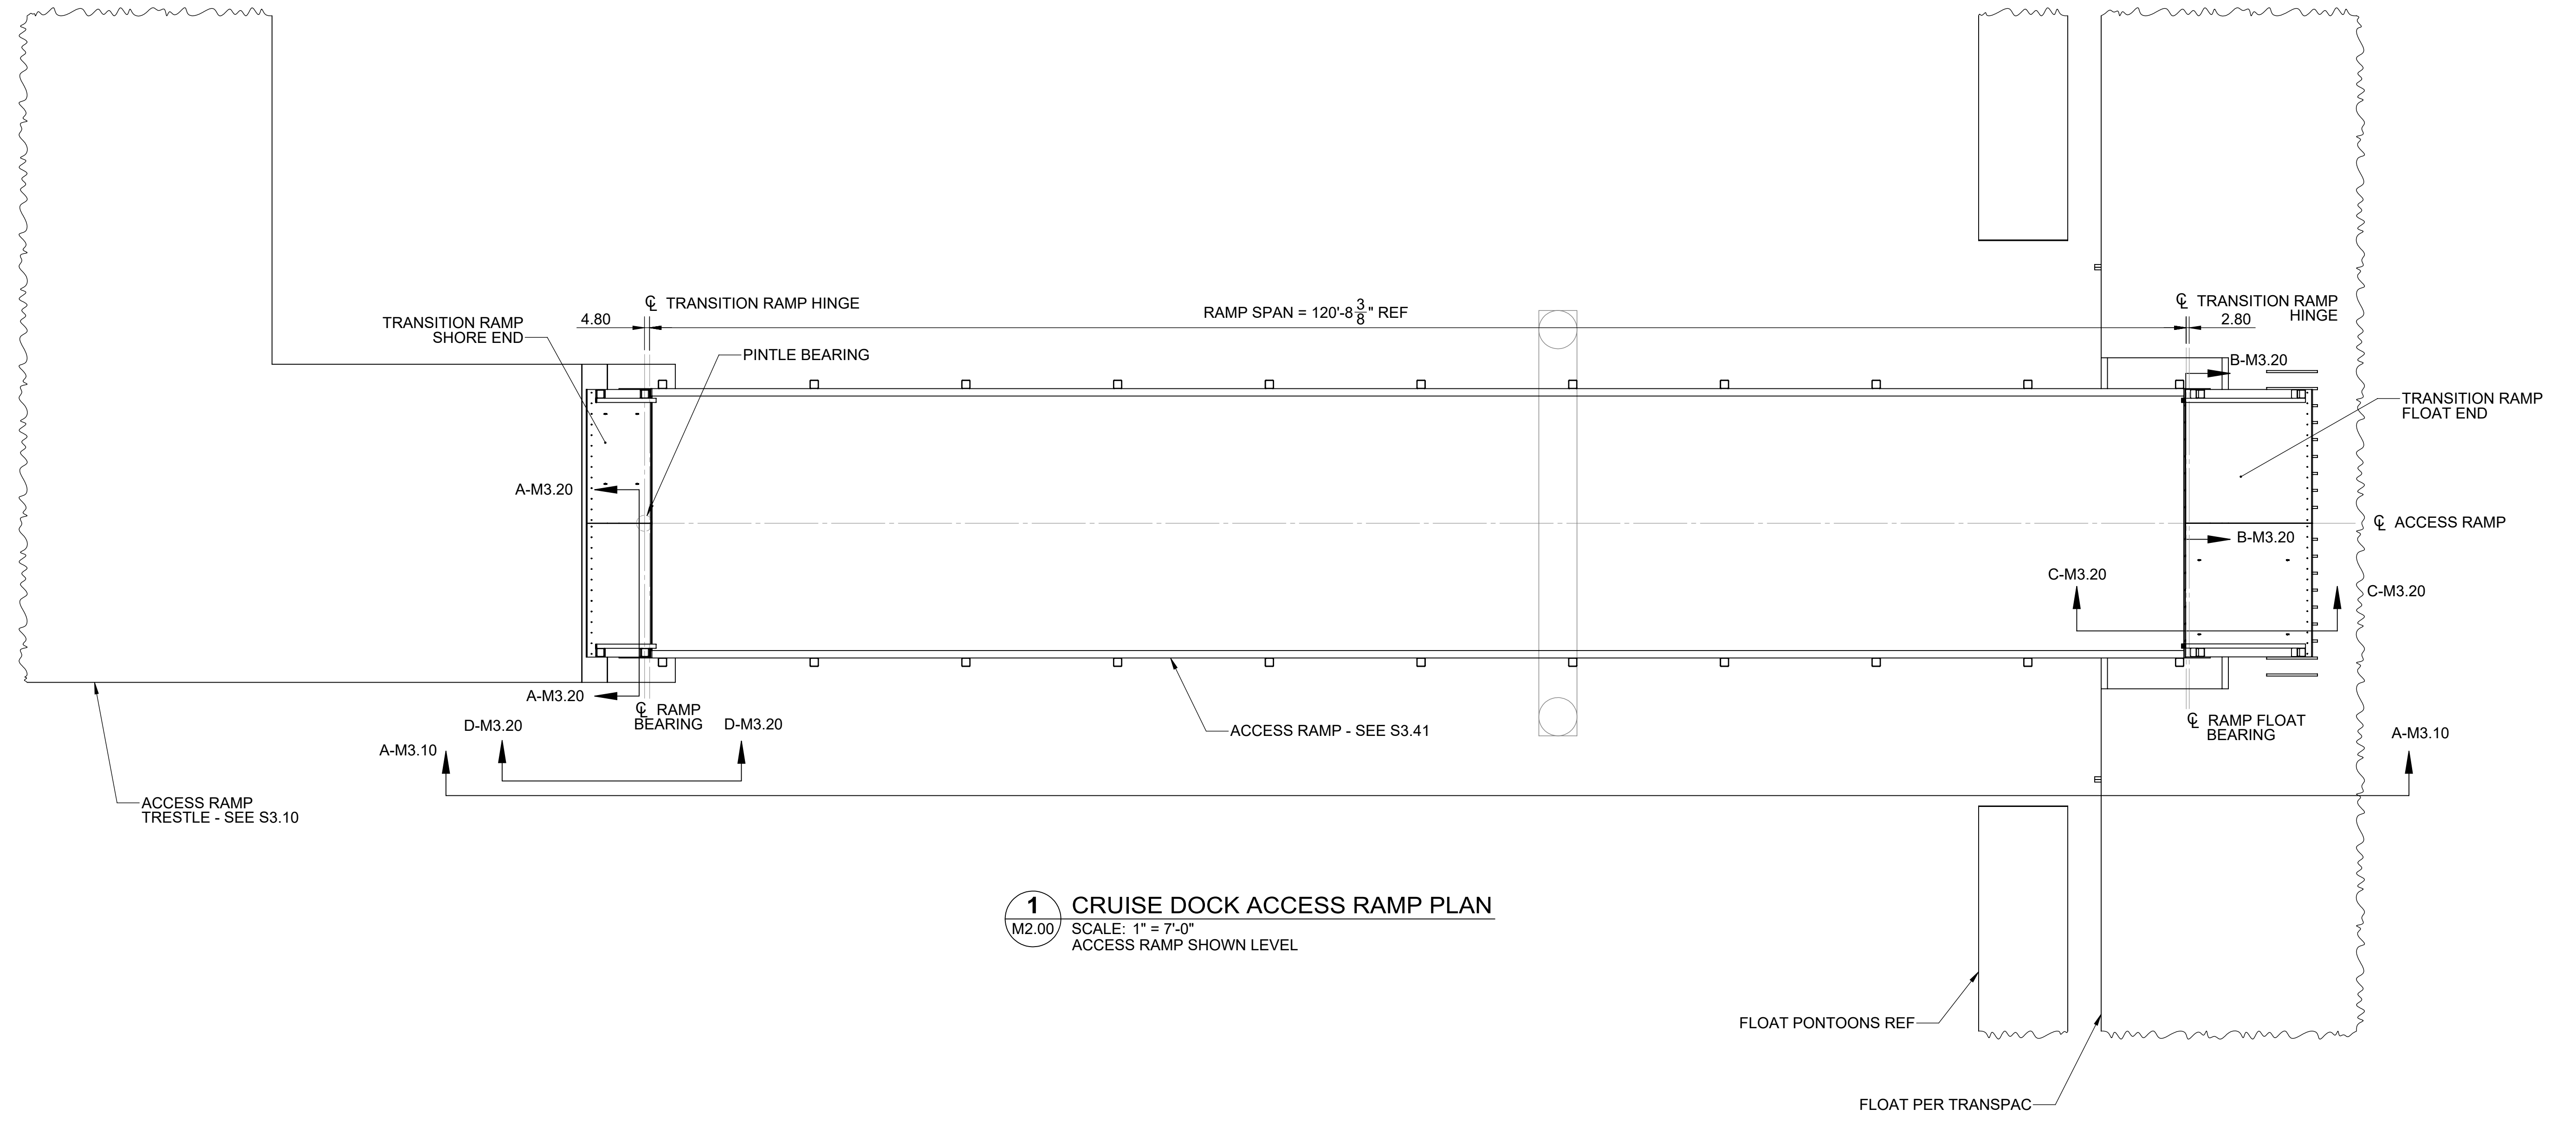 ℄ TRANSITION RAMP HINGE
4.80
TRANSITION RAMP
SHORE END
PINTLE BEARING
RAMP SPAN = 120'-8 3/8" REF
℄ TRANSITION RAMP
HINGE
2.80
B-M3.20
TRANSITION RAMP
FLOAT END
A-M3.20
℄ ACCESS RAMP
B-M3.20
C-M3.20
C-M3.20
A-M3.20
℄ RAMP
BEARING
D-M3.20
D-M3.20
A-M3.10
ACCESS RAMP - SEE S3.41
℄ RAMP FLOAT
BEARING
A-M3.10
ACCESS RAMP
TRESTLE - SEE S3.10
1
M2.00
CRUISE DOCK ACCESS RAMP PLAN
SCALE: 1" = 7'-0"
ACCESS RAMP SHOWN LEVEL
FLOAT PONTOONS REF
FLOAT PER TRANSPAC